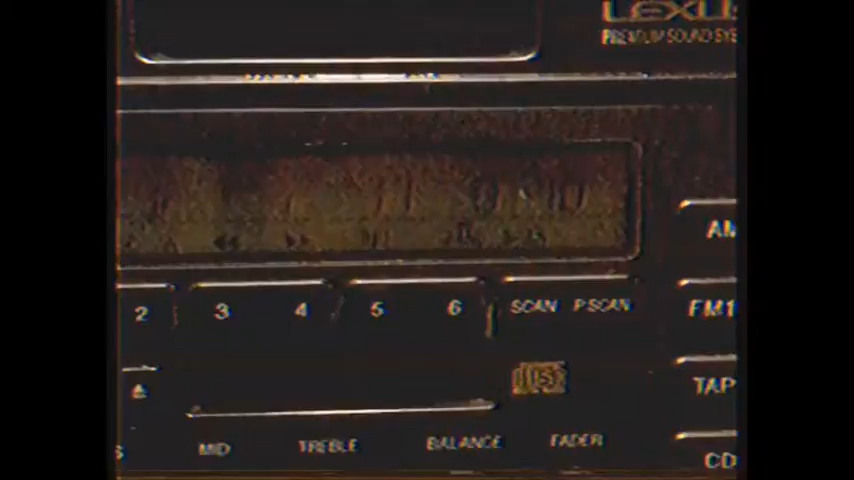 LEXUS
PREMIUM SOUND SYS
AM
2 3 4 5 6 SCAN P·SCAN FM1
TAP
MID TREBLE BALANCE FADER CD